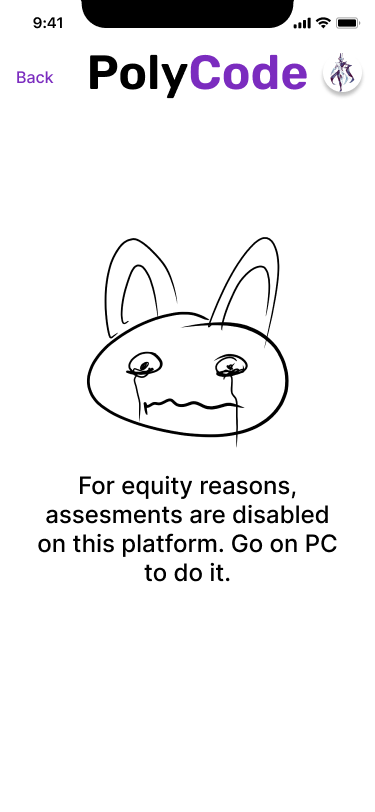 9:41
Back
PolyCode
For equity reasons,
assesments are disabled
on this platform. Go on PC
to do it.